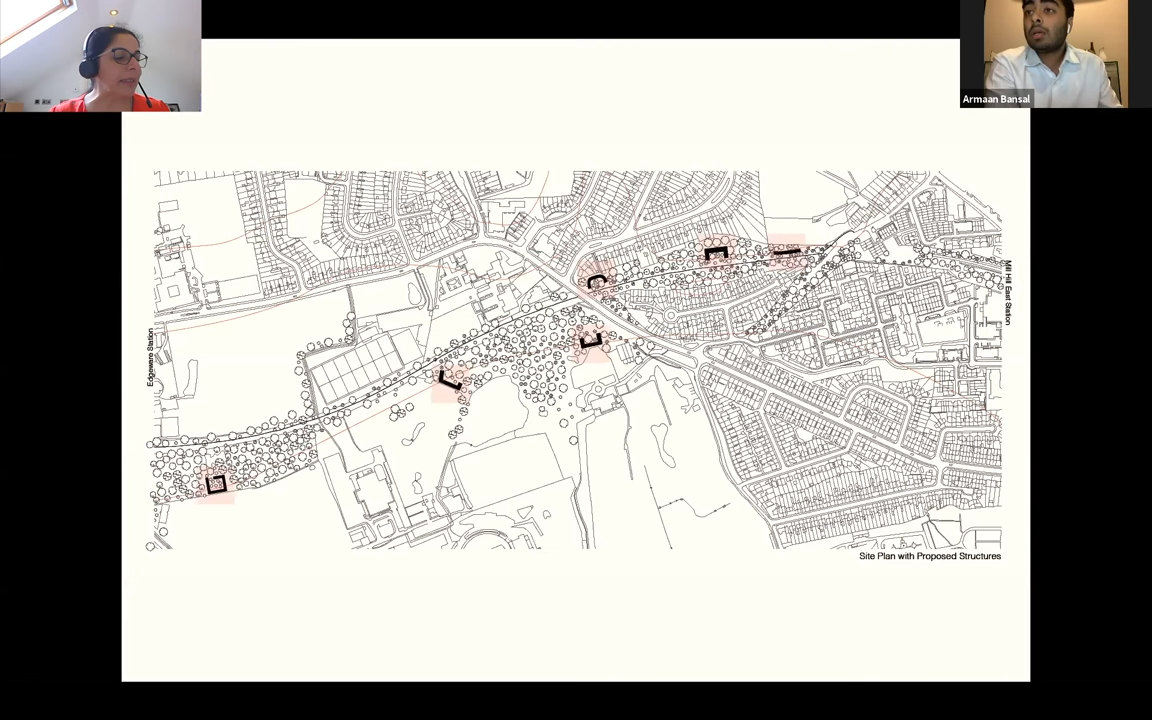 Armaan Bansal
Edgeware Station
Mill Hill East Station
Site Plan with Proposed Structures